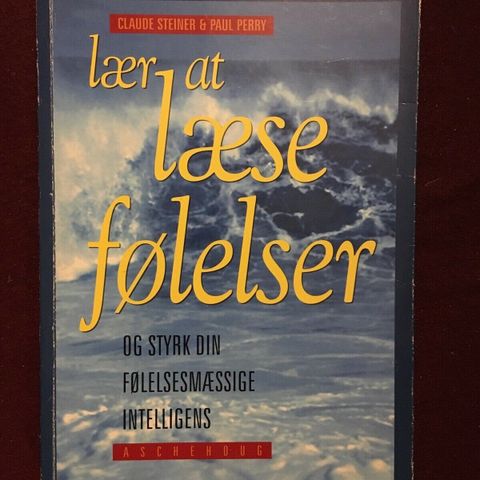 CLAUDE STEINER & PAUL PERRY
lær at
læse
følelser
OG STYRK DIN
FØLELSESMÆSSIGE
INTELLIGENS
ASCHEHOUG